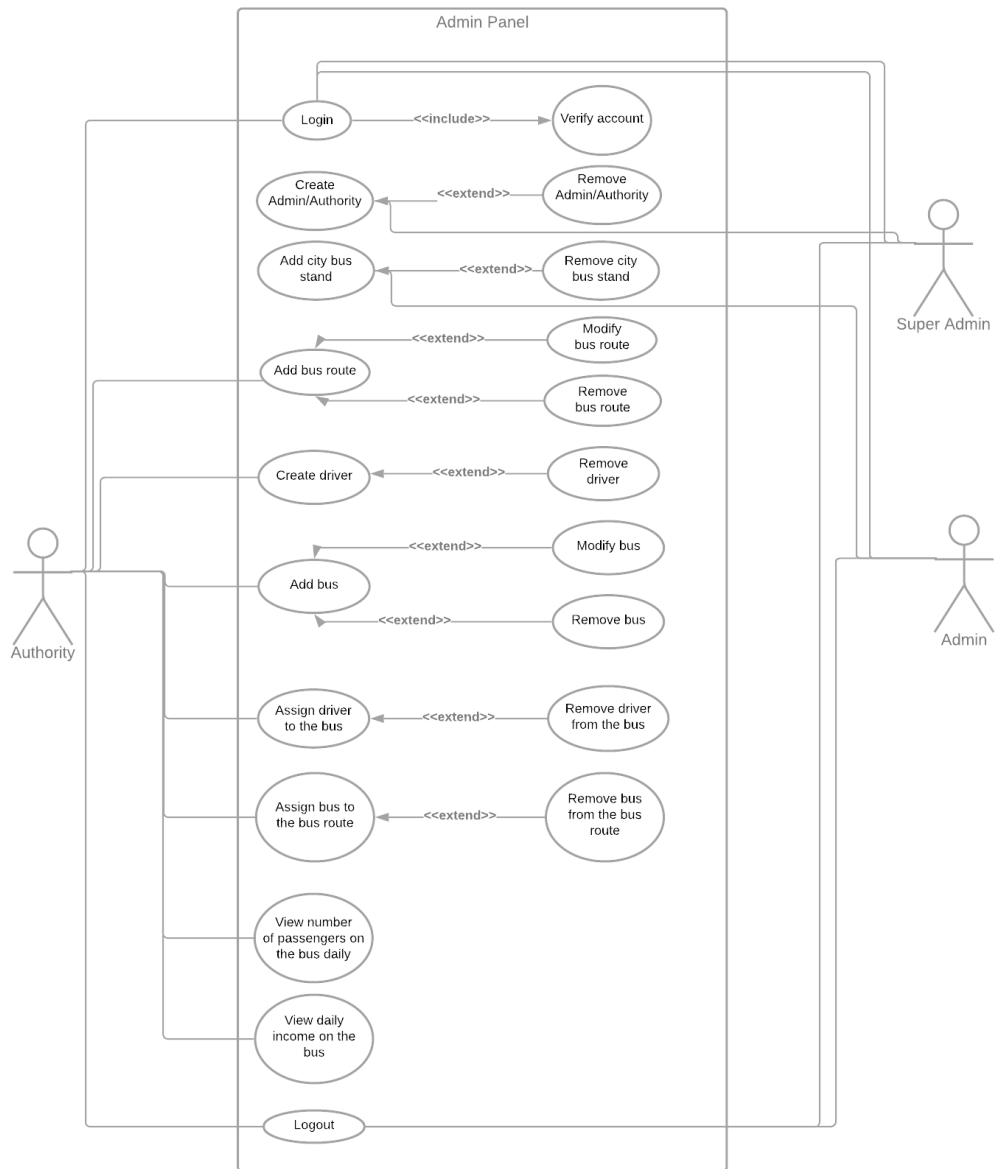 Admin Panel
Login
<<include>>
Verify account
Create
Admin/Authority
<<extend>>
Remove
Admin/Authority
Add city bus
stand
<<extend>>
Remove city
bus stand
Super Admin
<<extend>>
Modify
bus route
Add bus route
<<extend>>
Remove
bus route
Create driver
<<extend>>
Remove
driver
<<extend>>
Modify bus
Add bus
<<extend>>
Remove bus
Authority
Admin
Assign driver
to the bus
<<extend>>
Remove driver
from the bus
Assign bus to
the bus route
<<extend>>
Remove bus
from the bus
route
View number
of passengers on
the bus daily
View daily
income on the
bus
Logout